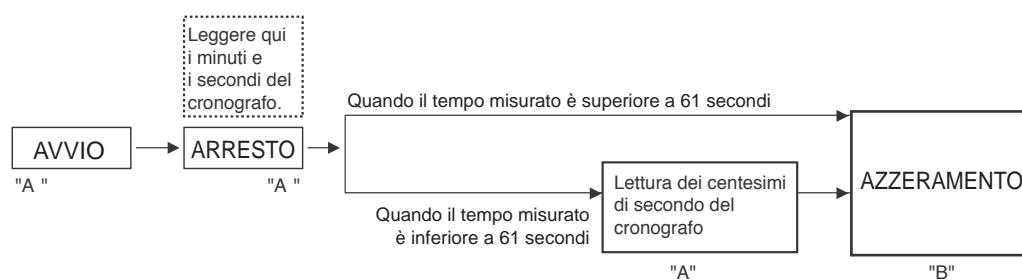 Leggere qui
i minuti e
i secondi del
cronografo.
Quando il tempo misurato è superiore a 61 secondi
AVVIO
ARRESTO
"A "
"A "
Lettura dei centesimi
di secondo del
cronografo
AZZERAMENTO
Quando il tempo misurato
è inferiore a 61 secondi
"A"
"B"